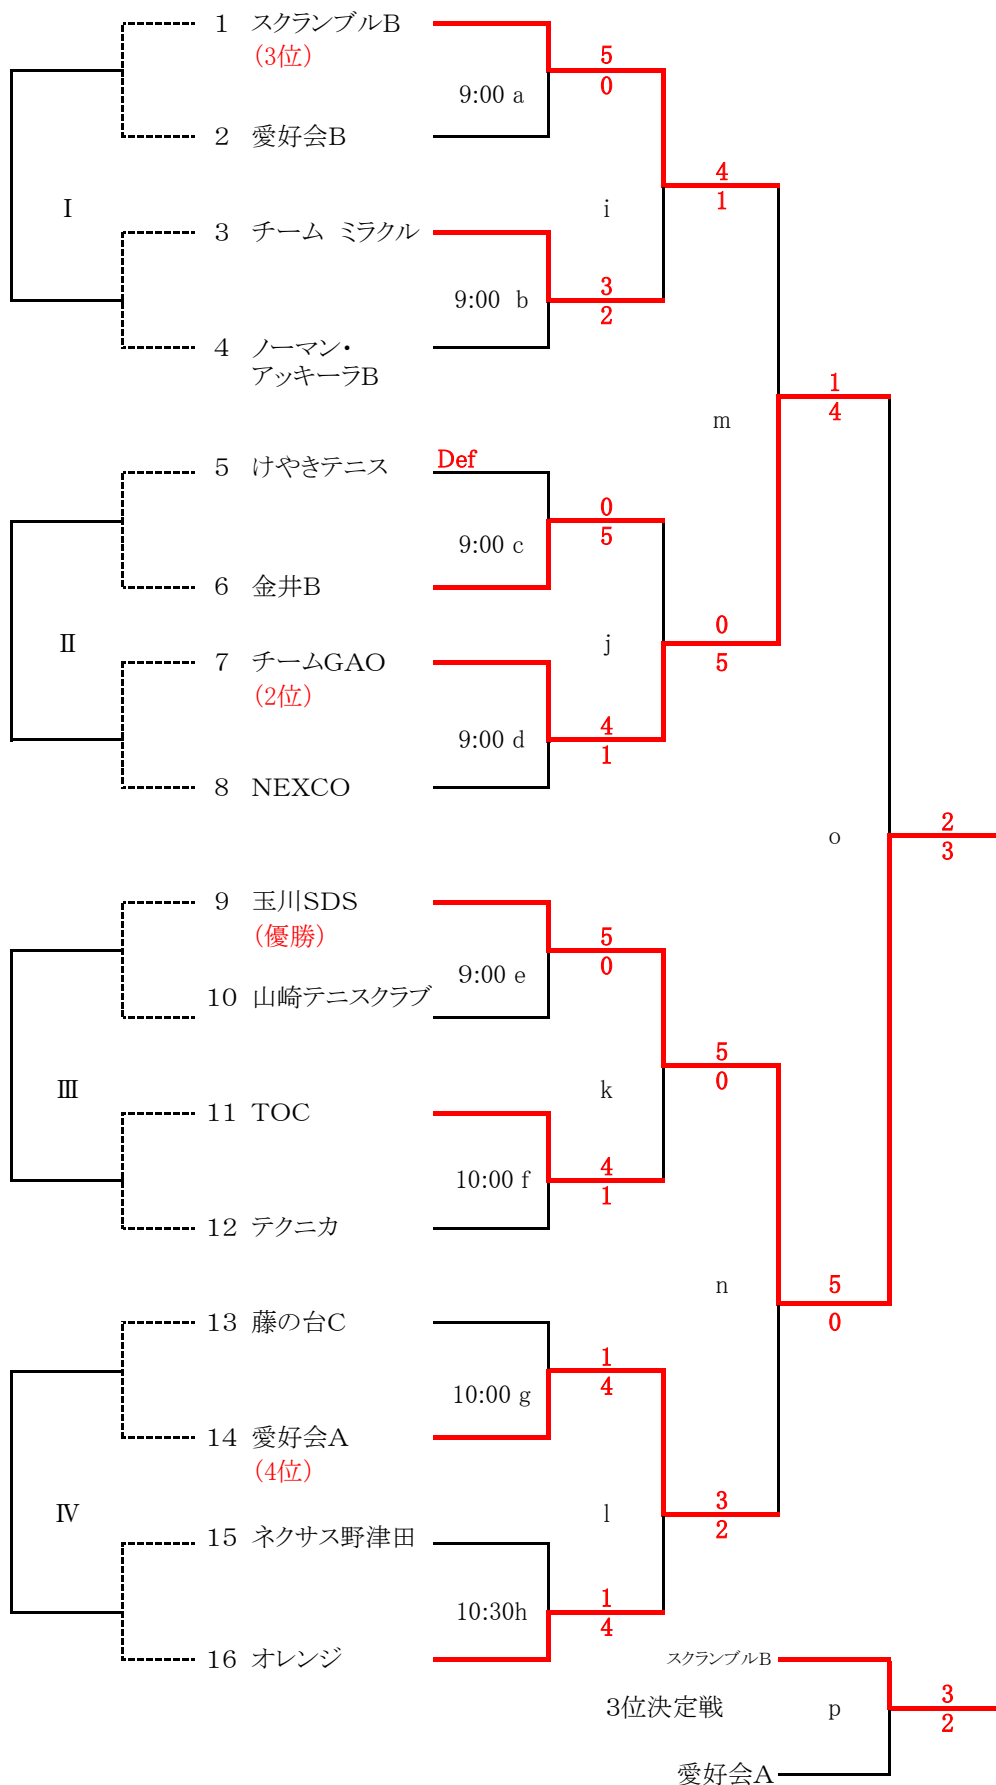 1 スクランブルB
(3位)
5
0
9:00 a
2 愛好会B
4
1
Ⅰ
i
3 チーム ミラクル
3
2
9:00 b
4 ノーマン・
アッキーラB
1
4
m
5 けやきテニス Def
0
5
9:00 c
6 金井B
0
5
Ⅱ
j
7 チームGAO
(2位)
4
1
9:00 d
8 NEXCO
2
3
o
9 玉川SDS
(優勝)
5
0
9:00 e
10 山崎テニスクラブ
5
0
Ⅲ
k
11 TOC
4
1
10:00 f
12 テクニカ
n
5
0
13 藤の台C
1
4
10:00 g
14 愛好会A
(4位)
3
2
Ⅳ
l
15 ネクサス野津田
1
4
10:30h
16 オレンジ
スクランブルB
3位決定戦
p
3
2
愛好会A